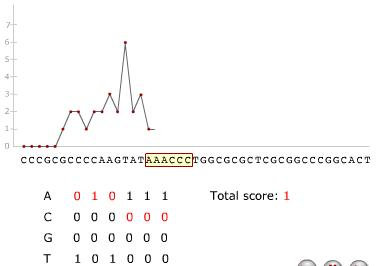 7
6
5
4
3
2
1
0
CCCGCGCCCCAAGTATAAACCCTGGCGCGCTCGCGGCCCGGCACT
A 0 1 0 1 1 1 Total score: 1
C 0 0 0 0 0 0
G 0 0 0 0 0 0
T 1 0 1 0 0 0